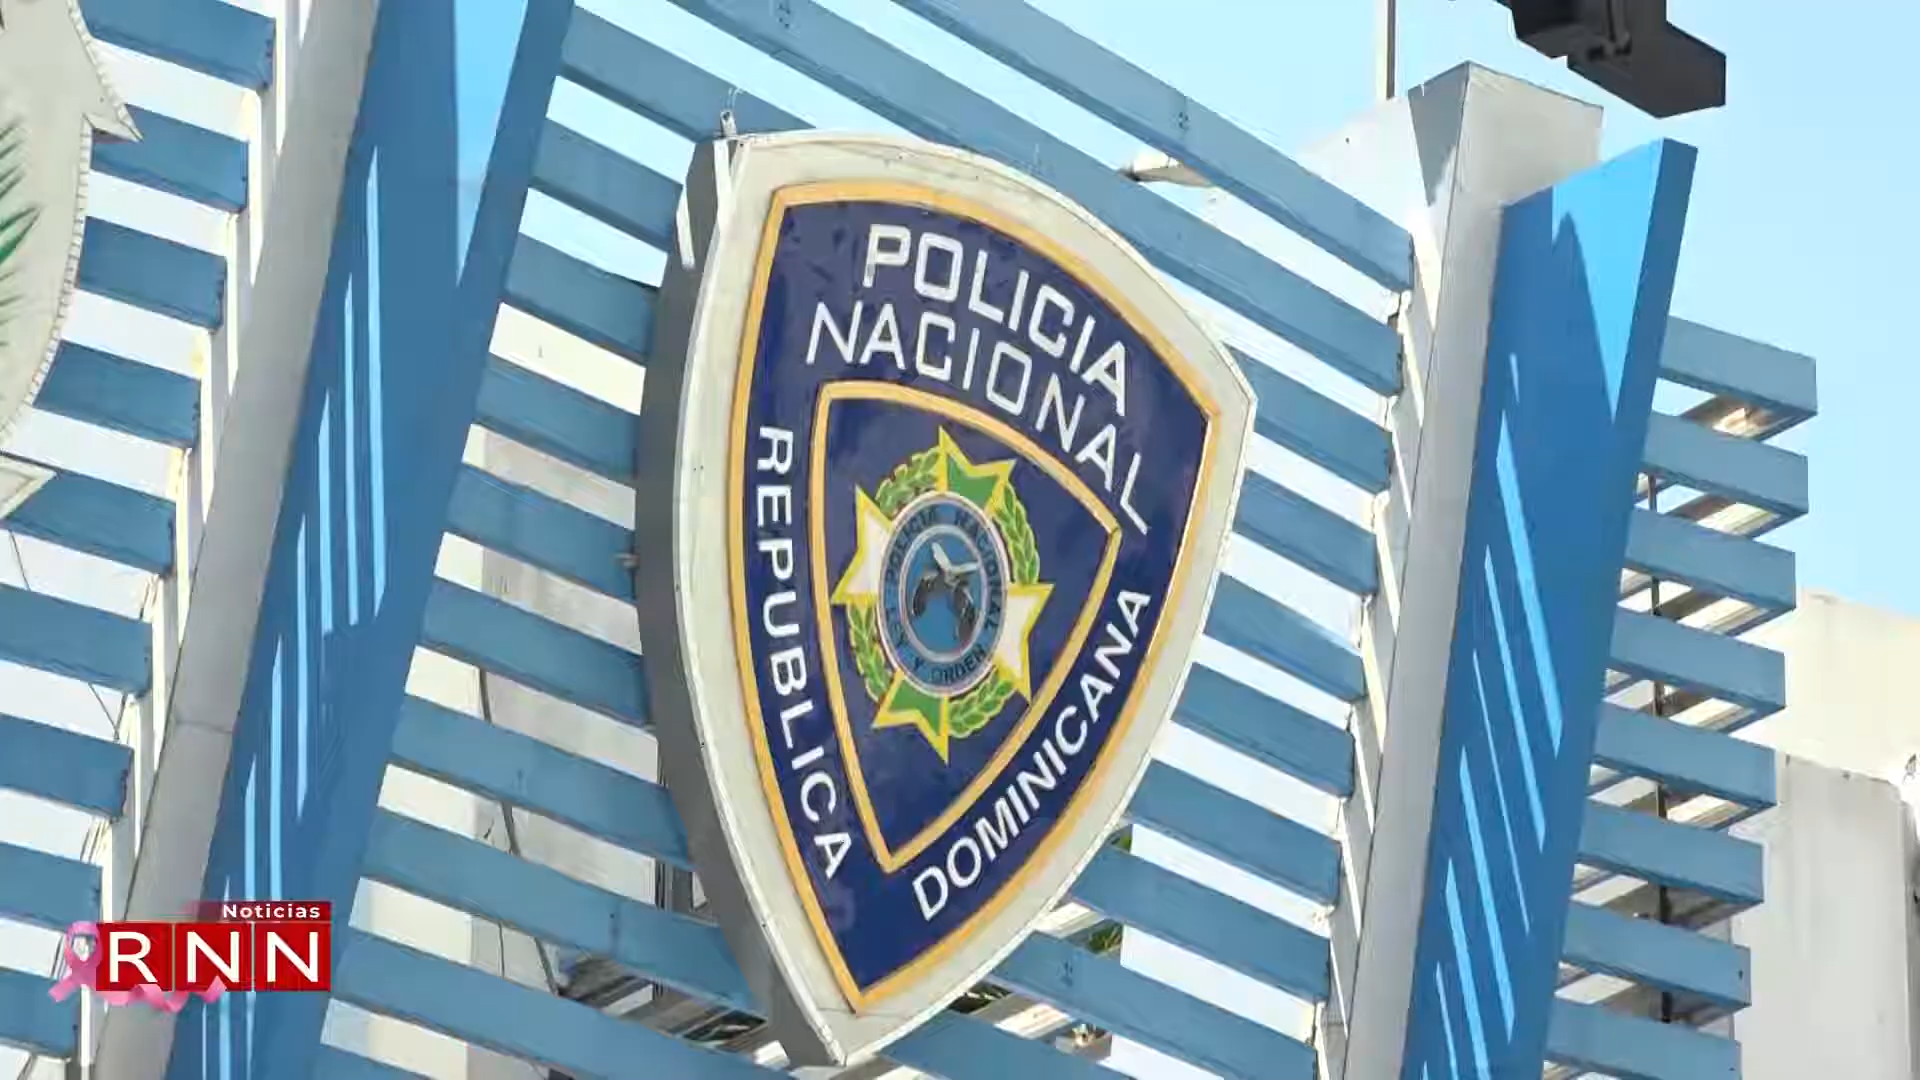 POLICIA
NACIONAL
REPUBLICA
DOMINICANA
POLICIA NACIONAL
LEY Y ORDEN
Noticias
RNN